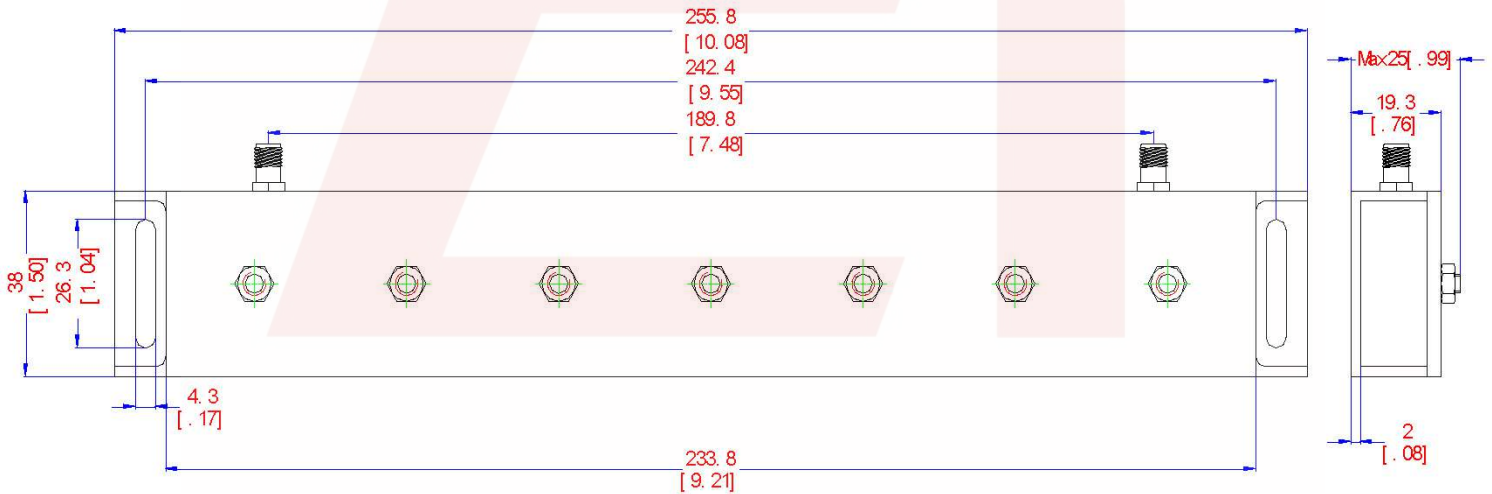 255. 8
[ 10. 08]
242. 4
[ 9. 55]
189. 8
[ 7. 48]
Max25[ . 99]
19. 3
[ . 76]
38
[ 1. 50]
26. 3
[ 1. 04]
4. 3
[ . 17]
233. 8
[ 9. 21]
2
[ . 08]